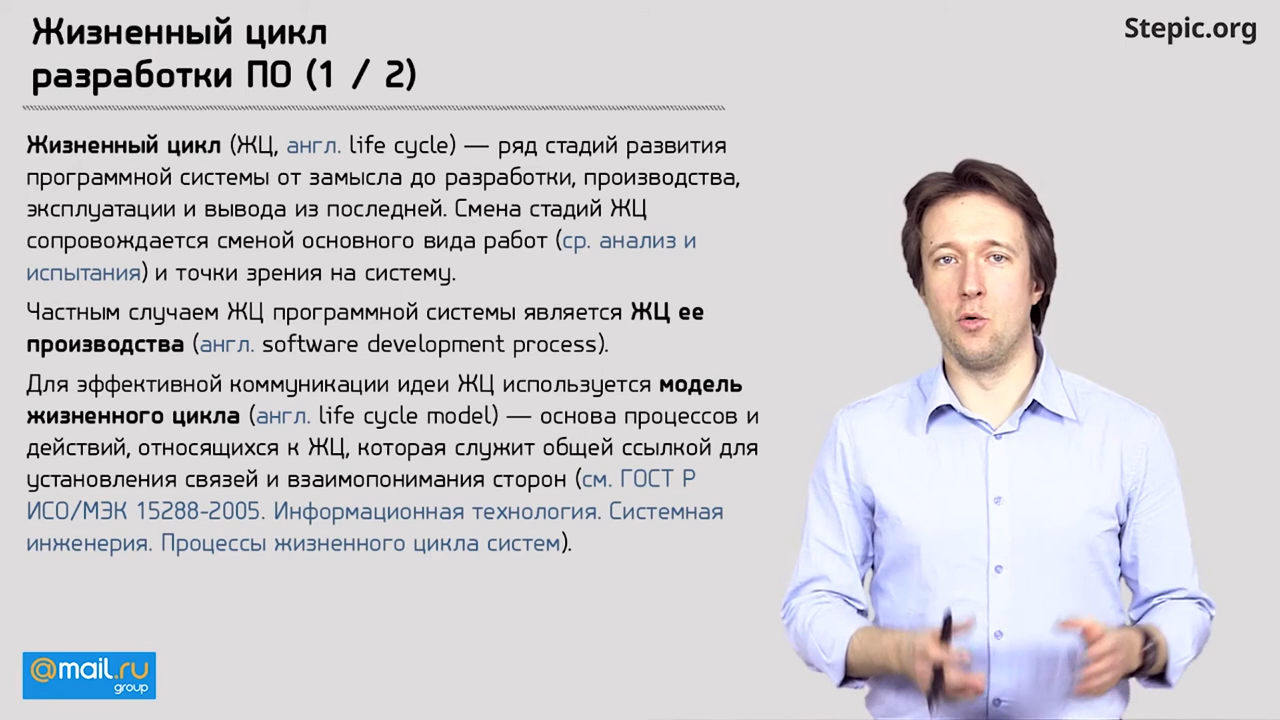 Жизненный цикл
разработки ПО (1 / 2)
Stepic.org
Жизненный цикл (ЖЦ, англ. life cycle) — ряд стадий развития
программной системы от замысла до разработки, производства,
эксплуатации и вывода из последней. Смена стадий ЖЦ
сопровождается сменой основного вида работ (ср. анализ и
испытания) и точки зрения на систему.
Частным случаем ЖЦ программной системы является ЖЦ ее
производства (англ. software development process).
Для эффективной коммуникации идеи ЖЦ используется модель
жизненного цикла (англ. life cycle model) — основа процессов и
действий, относящихся к ЖЦ, которая служит общей ссылкой для
установления связей и взаимопонимания сторон (см. ГОСТ Р
ИСО/МЭК 15288-2005. Информационная технология. Системная
инженерия. Процессы жизненного цикла систем).
@mail.ru
group